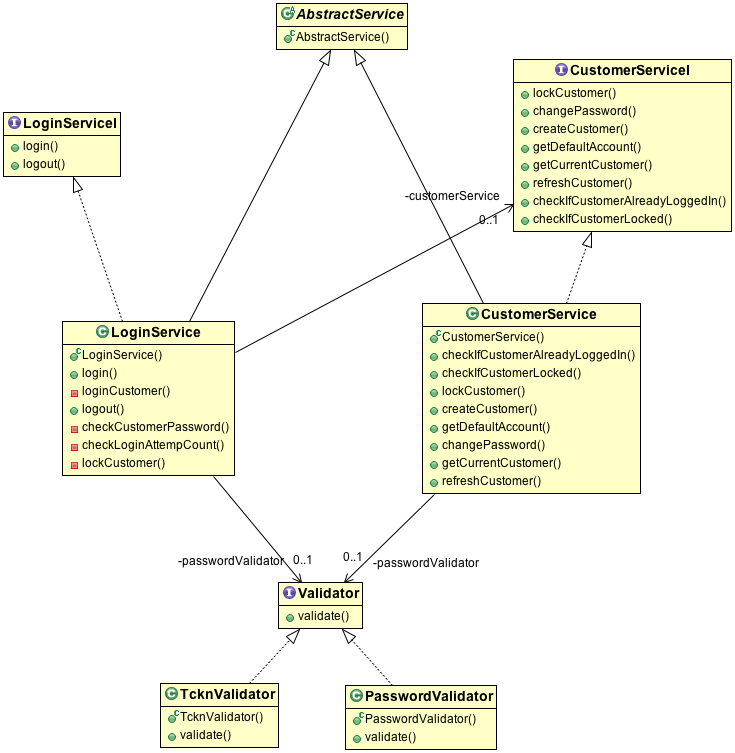 AbstractService
AbstractService()
CustomerServiceI
lockCustomer()
changePassword()
createCustomer()
getDefaultAccount()
getCurrentCustomer()
refreshCustomer()
checkIfCustomerAlreadyLoggedIn()
checkIfCustomerLocked()
LoginServiceI
login()
logout()
-customerService
0..1
LoginService
LoginService()
login()
loginCustomer()
logout()
checkCustomerPassword()
checkLoginAttempCount()
lockCustomer()
CustomerService
CustomerService()
checkIfCustomerAlreadyLoggedIn()
checkIfCustomerLocked()
lockCustomer()
createCustomer()
getDefaultAccount()
changePassword()
getCurrentCustomer()
refreshCustomer()
-passwordValidator 0..1
0..1 -passwordValidator
Validator
validate()
TcknValidator
TcknValidator()
validate()
PasswordValidator
PasswordValidator()
validate()